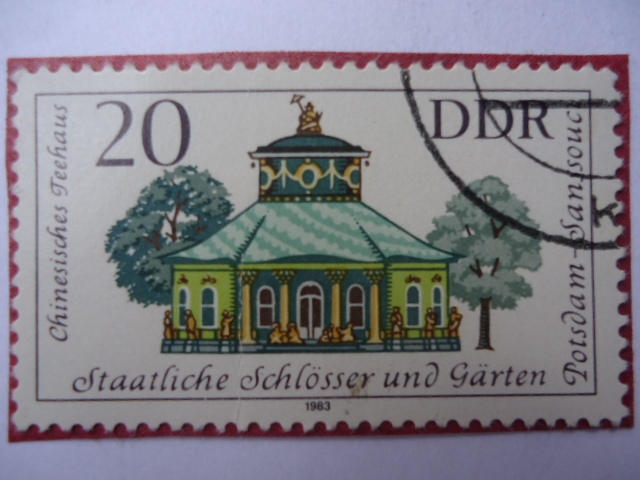 20
DDR
Chinesisches Teehaus
Potsdam-Sanssouci
Staatliche Schlösser und Gärten
1983